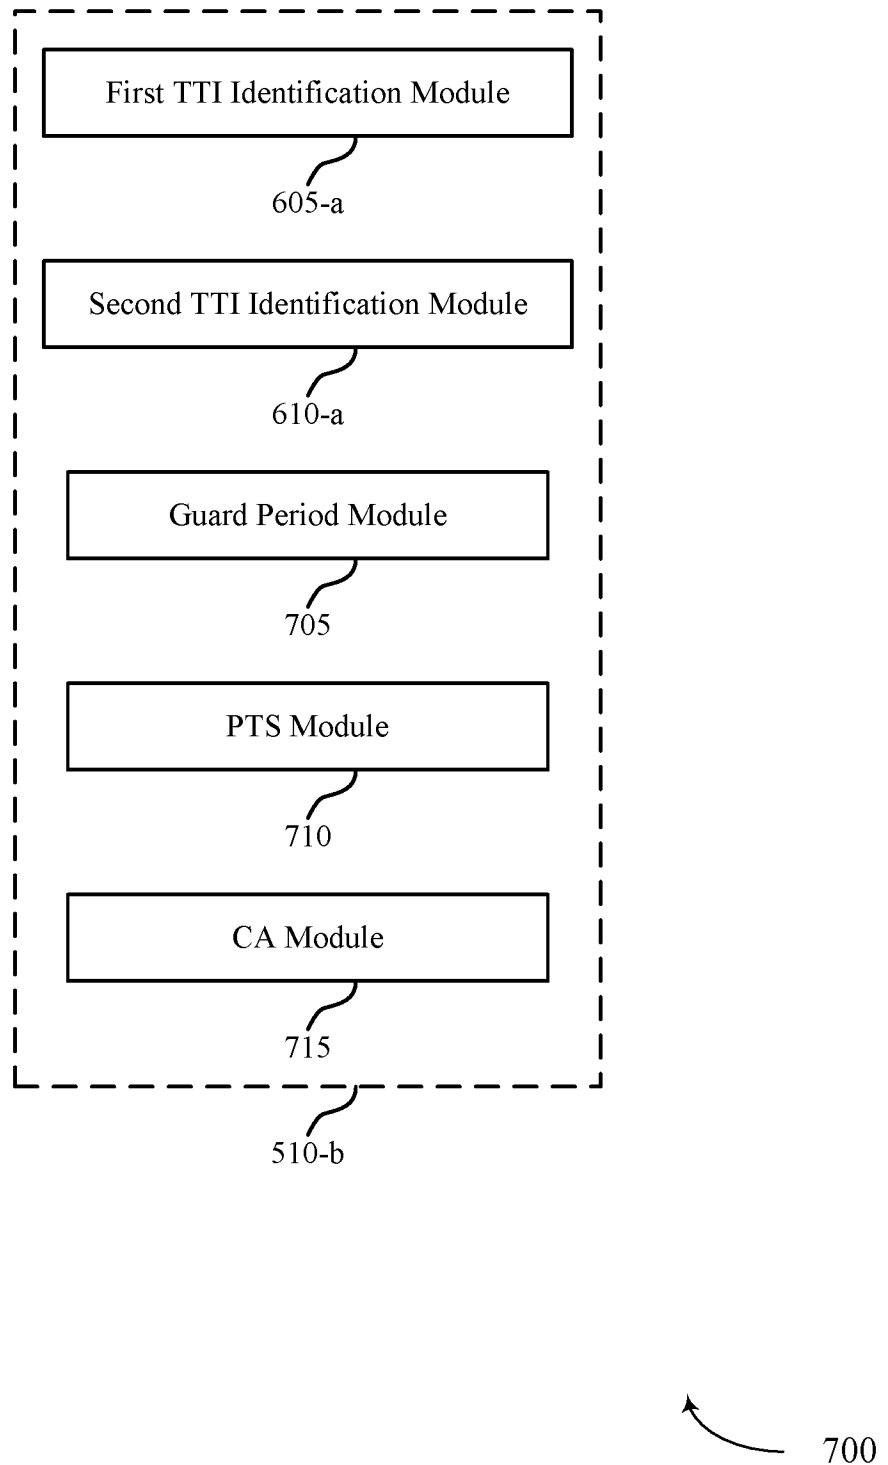 First TTI Identification Module
605-a
Second TTI Identification Module
610-a
Guard Period Module
705
PTS Module
710
CA Module
715
510-b
700